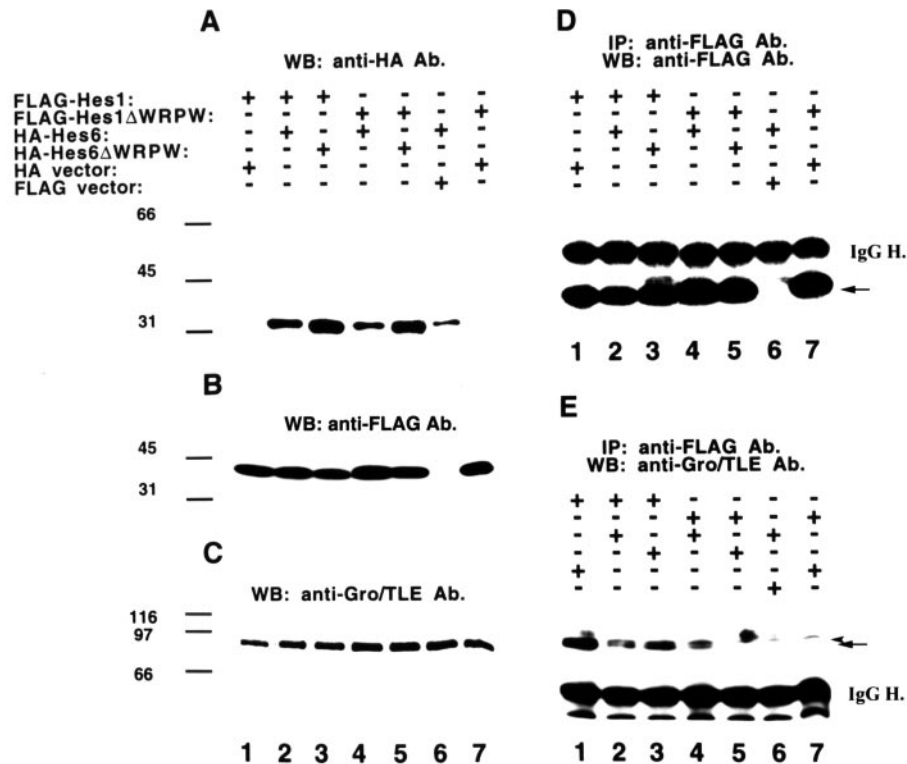 A
WB: anti-HA Ab.
FLAG-Hes1: + + + - - - -
FLAG-Hes1ΔWRPW: - - - + + - +
HA-Hes6: - + - + - + -
HA-Hes6ΔWRPW: - - + - + - -
HA vector: + - - - - - +
FLAG vector: - - - - - + -
66
45
31
B
WB: anti-FLAG Ab.
45
31
C
WB: anti-Gro/TLE Ab.
116
97
66
1 2 3 4 5 6 7
D
IP: anti-FLAG Ab.
WB: anti-FLAG Ab.
+ + + - - - -
- - - + + - +
- + - + - + -
- - + - + - -
+ - - - - - +
- - - - - + -
IgG H.
1 2 3 4 5 6 7
E
IP: anti-FLAG Ab.
WB: anti-Gro/TLE Ab.
+ + + - - - -
- - - + + - +
- + - + - + -
- - + - + - -
+ - - - - - +
- - - - - + -
IgG H.
1 2 3 4 5 6 7